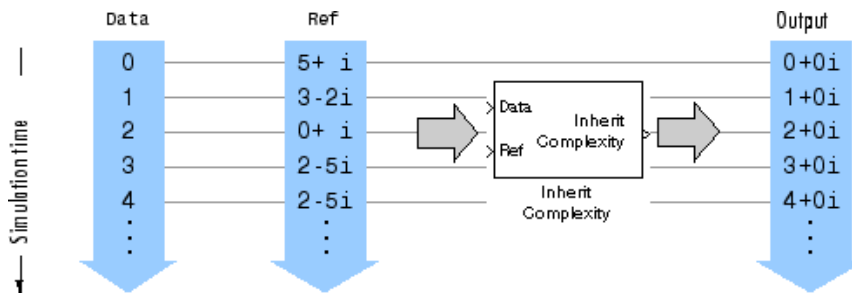 Data Ref Output
0 5+ i 0+0i
1 3-2i 1+0i
2 0+ i 2+0i
3 2-5i 3+0i
4 2-5i 4+0i
Simulation time
Data
Ref
Inherit
Complexity
Inherit
Complexity